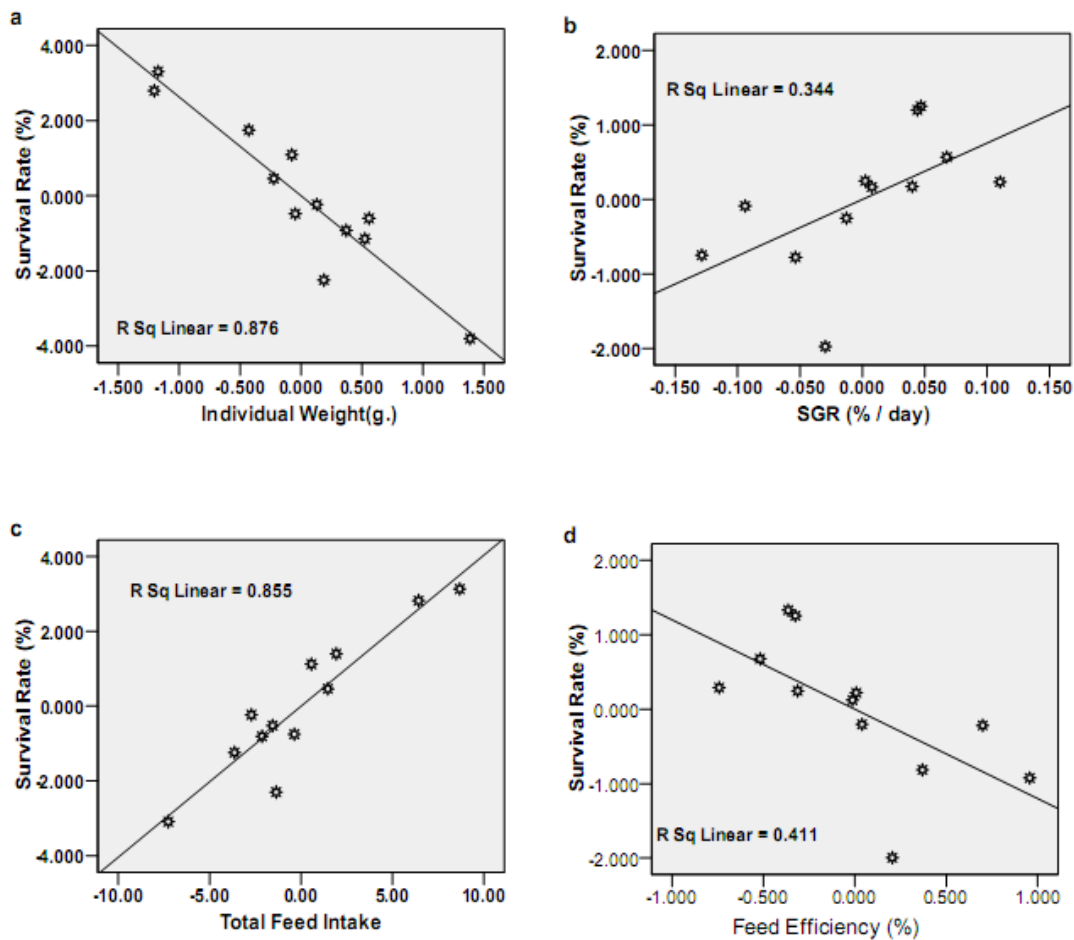 a
4.000
2.000
0.000
-2.000
-4.000
Survival Rate (%)
R Sq Linear = 0.876
-1.500 -1.000 -0.500 0.000 0.500 1.000 1.500
Individual Weight(g.)
b
2.000
1.000
0.000
-1.000
-2.000
Survival Rate (%)
R Sq Linear = 0.344
-0.150 -0.100 -0.050 0.000 0.050 0.100 0.150
SGR (% / day)
c
4.000
2.000
0.000
-2.000
-4.000
Survival Rate (%)
R Sq Linear = 0.855
-10.00 -5.00 0.00 5.00 10.00
Total Feed Intake
d
2.000
1.000
0.000
-1.000
-2.000
Survival Rate (%)
R Sq Linear = 0.411
-1.000 -0.500 0.000 0.500 1.000
Feed Efficiency (%)